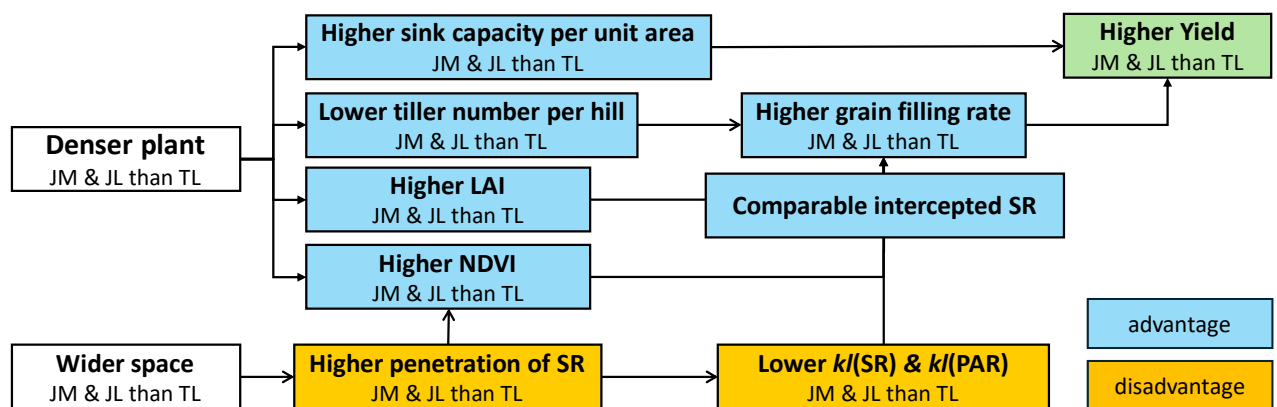 Higher sink capacity per unit area
JM & JL than TL
Higher Yield
JM & JL than TL
Lower tiller number per hill
JM & JL than TL
Higher grain filling rate
JM & JL than TL
Denser plant
JM & JL than TL
Higher LAI
JM & JL than TL
Comparable intercepted SR
Higher NDVI
JM & JL than TL
advantage
Wider space
JM & JL than TL
Higher penetration of SR
JM & JL than TL
Lower kl(SR) & kl(PAR)
JM & JL than TL
disadvantage